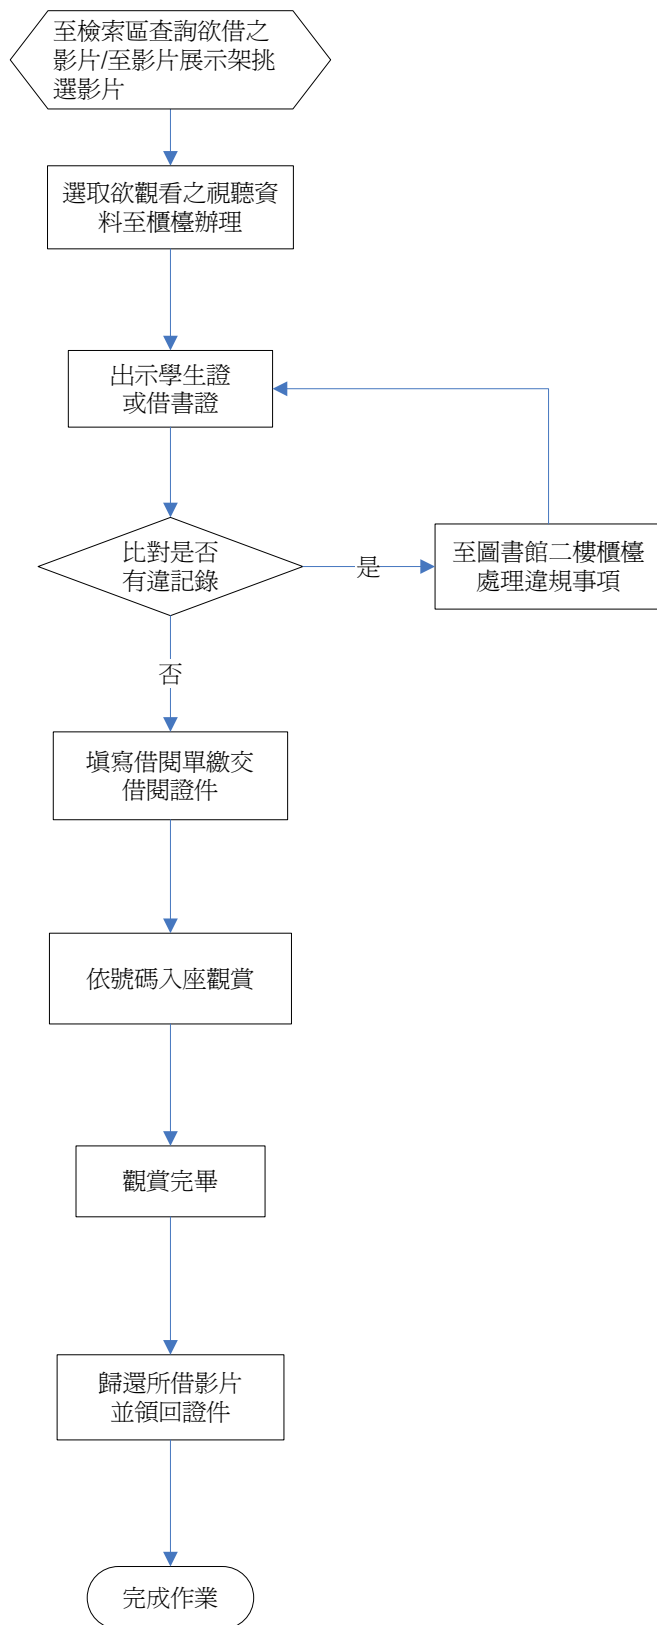 至檢索區查詢欲借之
影片/至影片展示架挑
選影片
選取欲觀看之視聽資
料至櫃檯辦理
出示學生證
或借書證
比對是否
有違記錄
是
至圖書館二樓櫃檯
處理違規事項
否
填寫借閱單繳交
借閱證件
依號碼入座觀賞
觀賞完畢
歸還所借影片
並領回證件
完成作業